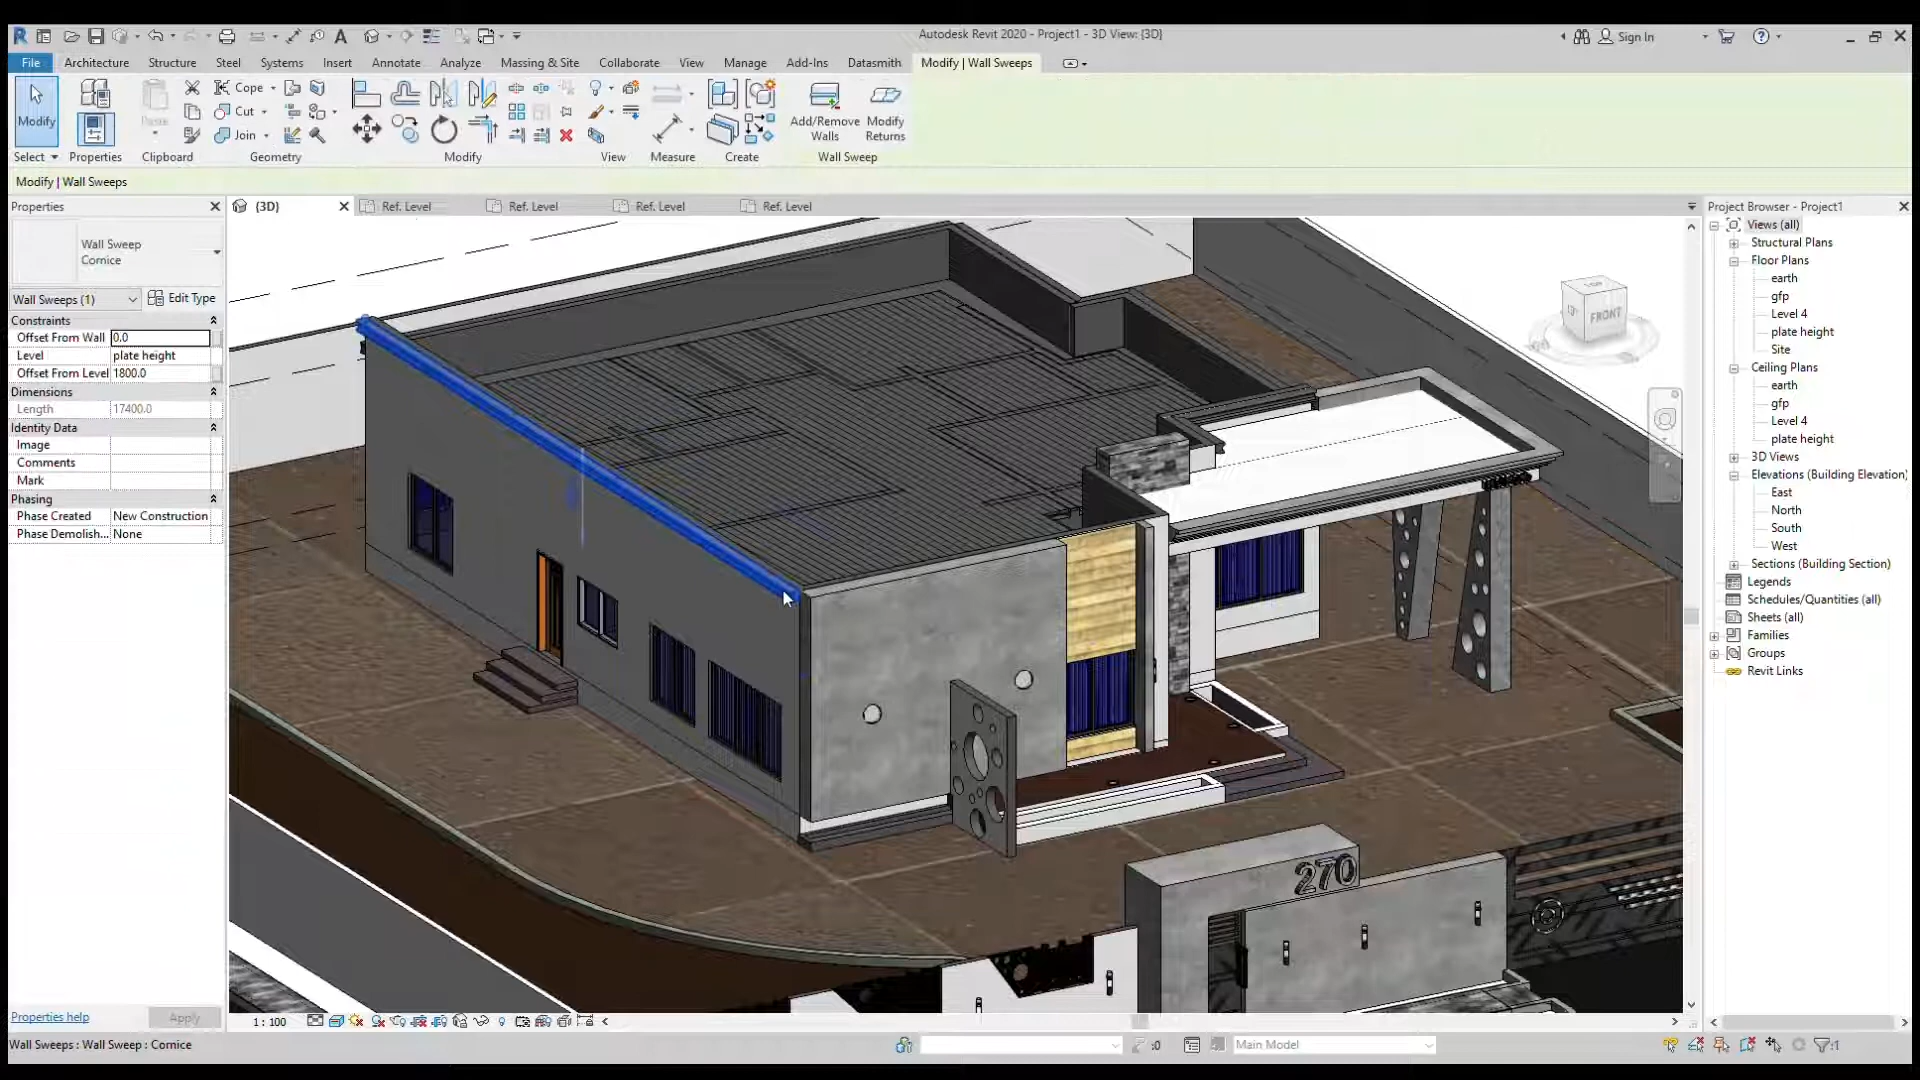 Autodesk Revit 2020 - Project1 - 3D View: {3D}
Sign In
File Architecture Structure Steel Systems Insert Annotate Analyze Massing & Site Collaborate View Manage Add-Ins Datasmith Modify | Wall Sweeps
Modify
Paste
Cope
Cut
Join
Add/Remove Walls
Modify Returns
Select Properties Clipboard Geometry Modify View Measure Create Wall Sweep
Modify | Wall Sweeps
Properties
{3D}
Ref. Level
Ref. Level
Ref. Level
Ref. Level
Wall Sweep
Cornice
Wall Sweeps (1)
Edit Type
Constraints
Offset From Wall 0.0
Level plate height
Offset From Level 1800.0
Dimensions
Length 17400.0
Identity Data
Image
Comments
Mark
Phasing
Phase Created New Construction
Phase Demolish... None
Properties help
Apply
FRONT
270
Project Browser - Project1
Views (all)
Structural Plans
Floor Plans
earth
gfp
Level 4
plate height
Site
Ceiling Plans
earth
gfp
Level 4
plate height
3D Views
Elevations (Building Elevation)
East
North
South
West
Sections (Building Section)
Legends
Schedules/Quantities (all)
Sheets (all)
Families
Groups
Revit Links
1 : 100
Wall Sweeps : Wall Sweep : Cornice
:0
Main Model
:1